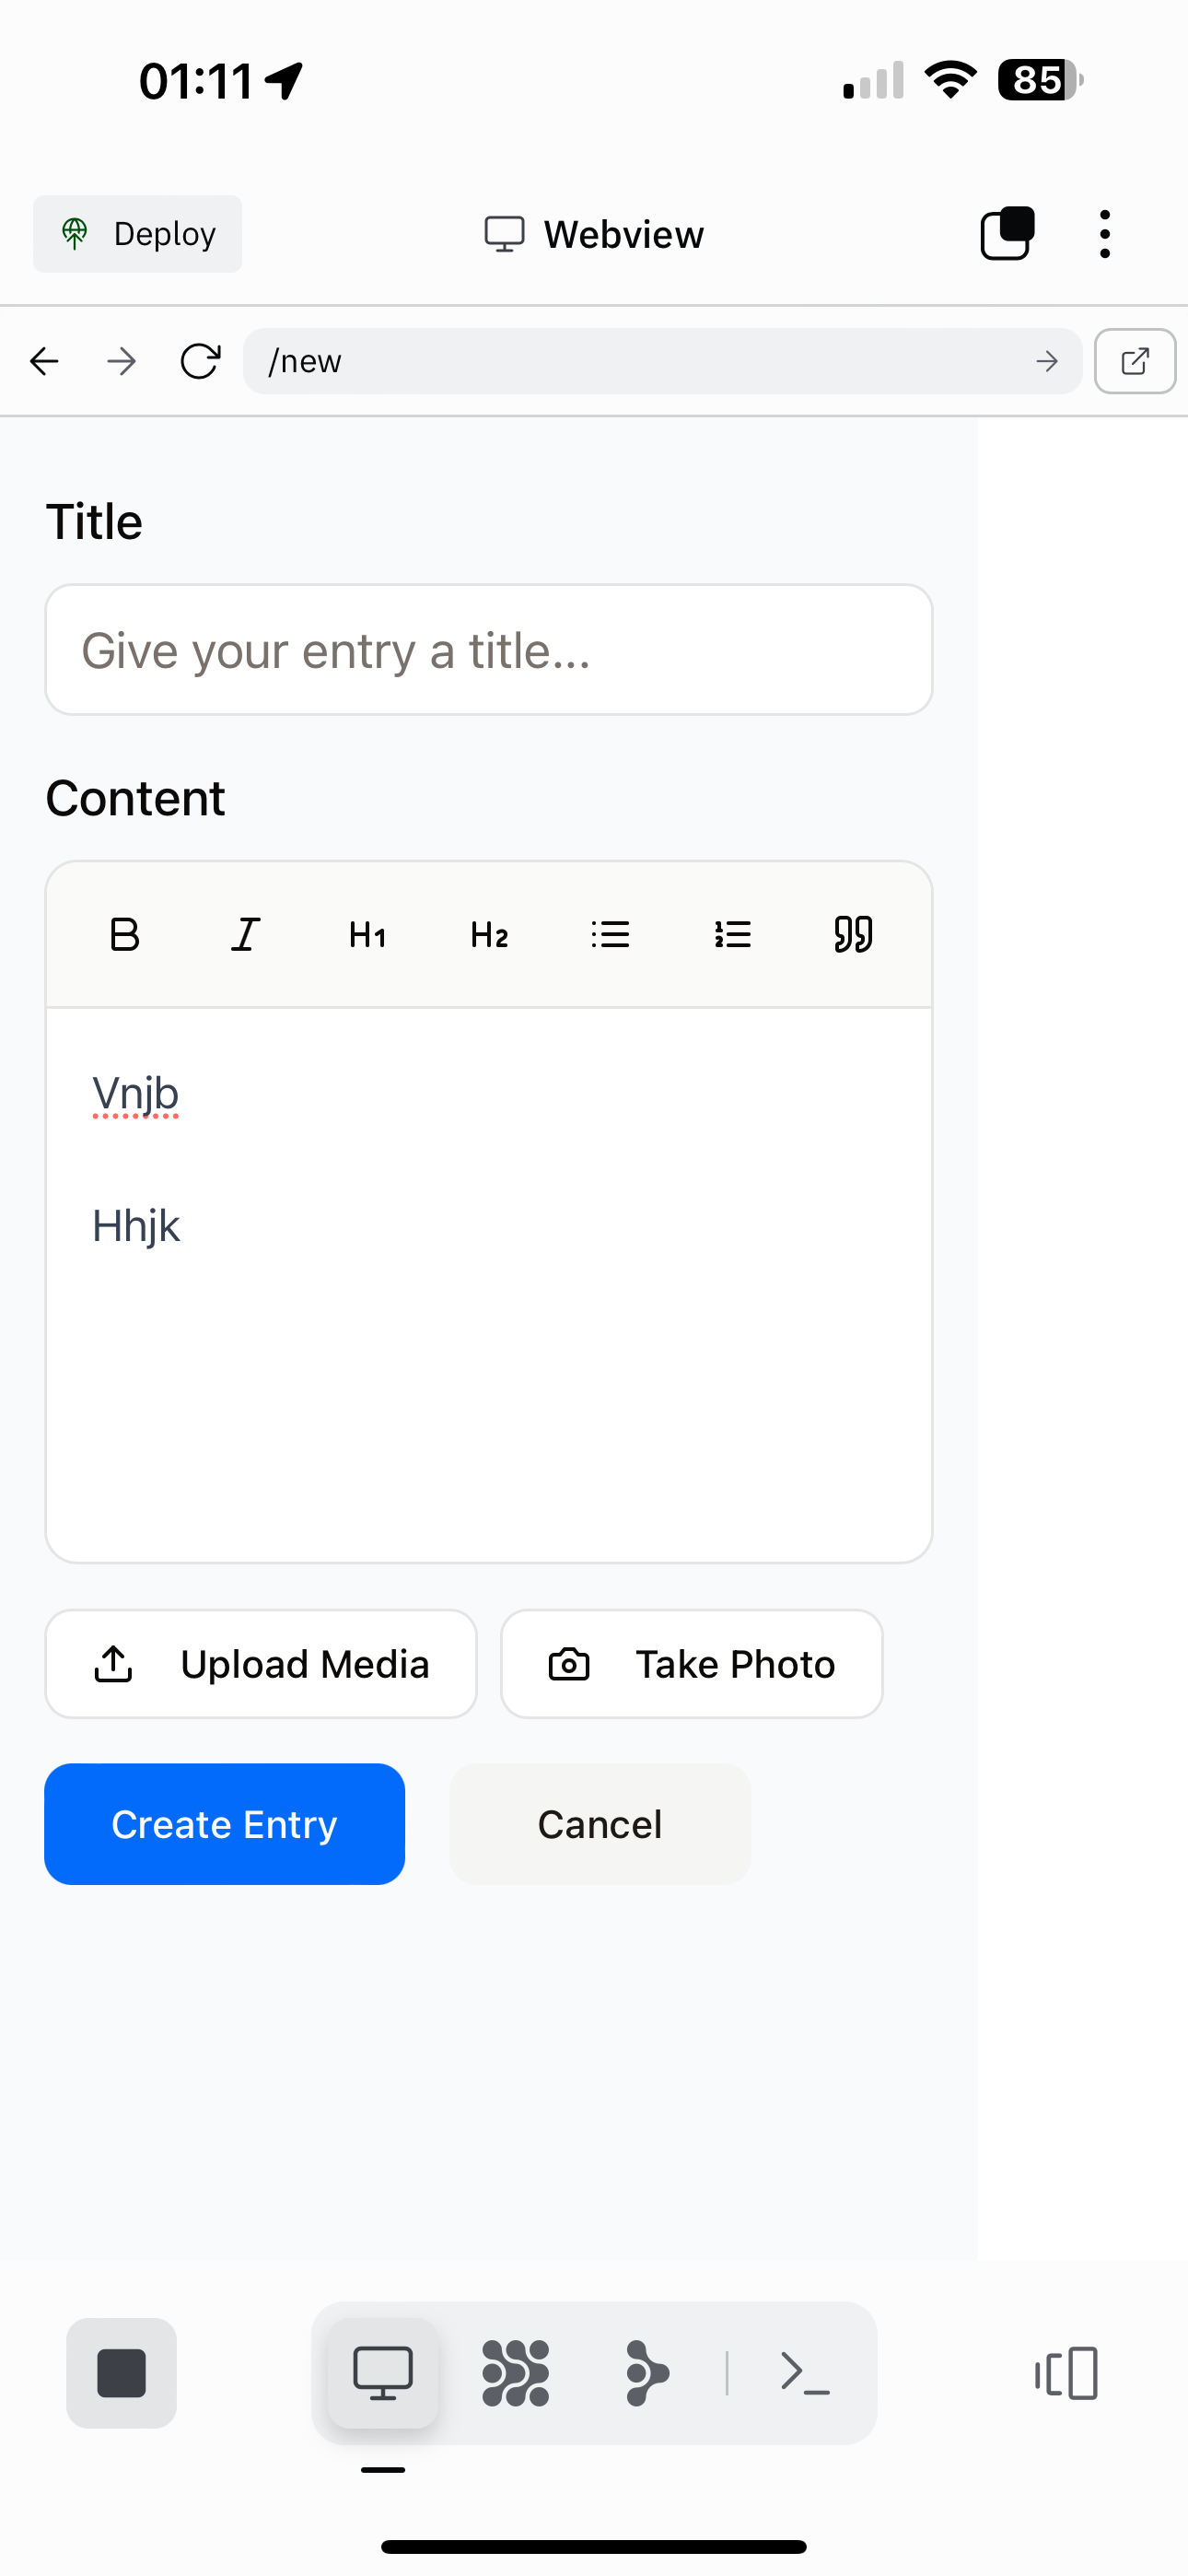 01:11
85
Deploy
Webview
/new
Title
Give your entry a title...
Content
B I H1 H2
Vnjb
Hhjk
Upload Media
Take Photo
Create Entry
Cancel